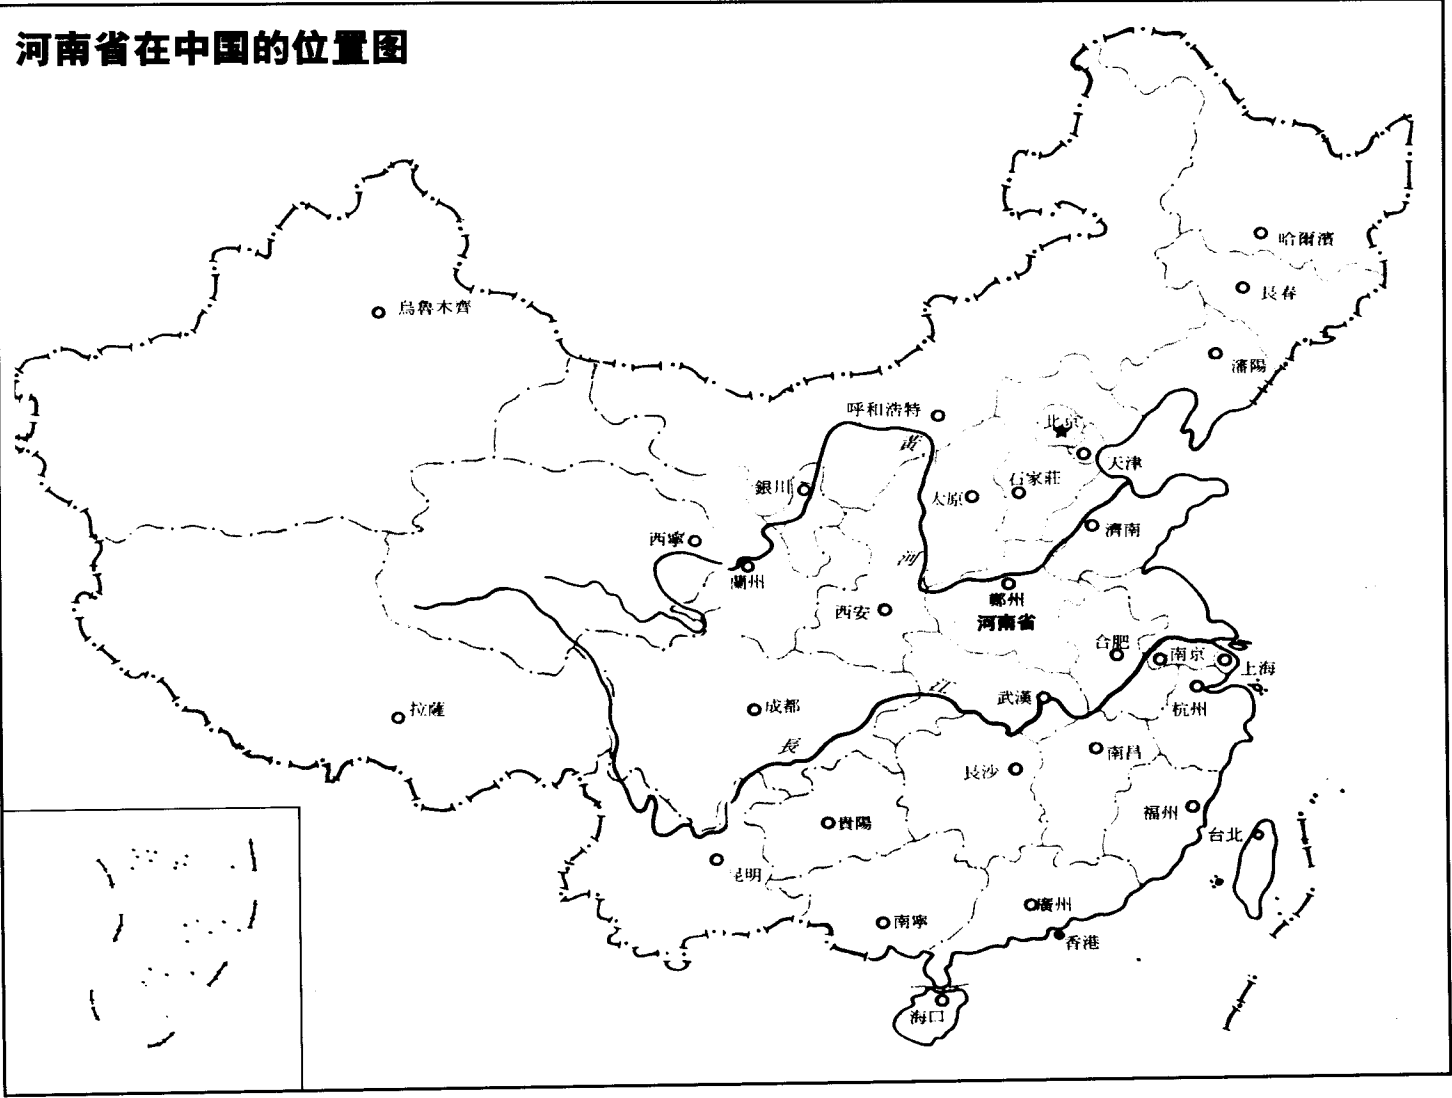 河南省在中国的位置图
哈爾濱
長春
烏魯木齊
瀋陽
呼和浩特
北京
黃
天津
銀川
石家莊
太原
濟南
西寧
河
蘭州
鄭州
西安
河南省
合肥
南京
上海
江
武漢
拉薩
成都
杭州
長
南昌
長沙
福州
貴陽
台北
昆明
廣州
南寧
香港
海口